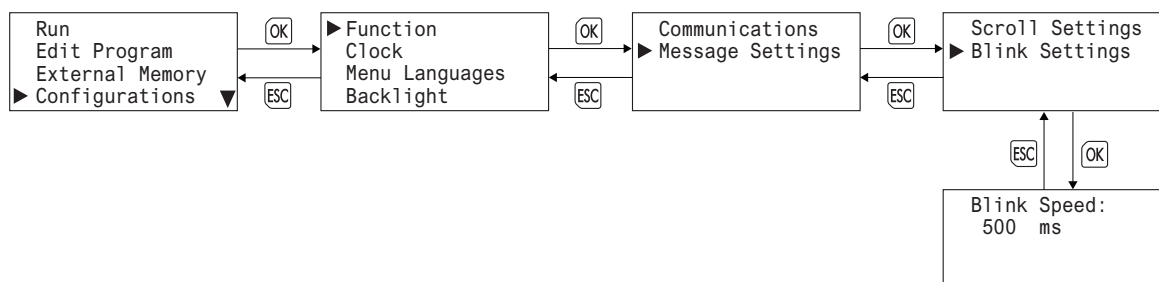 Run
Edit Program
External Memory
▶ Configurations ▼
OK
ESC
▶ Function
Clock
Menu Languages
Backlight
OK
ESC
Communications
▶ Message Settings
OK
ESC
Scroll Settings
▶ Blink Settings
ESC
OK
Blink Speed:
500 ms